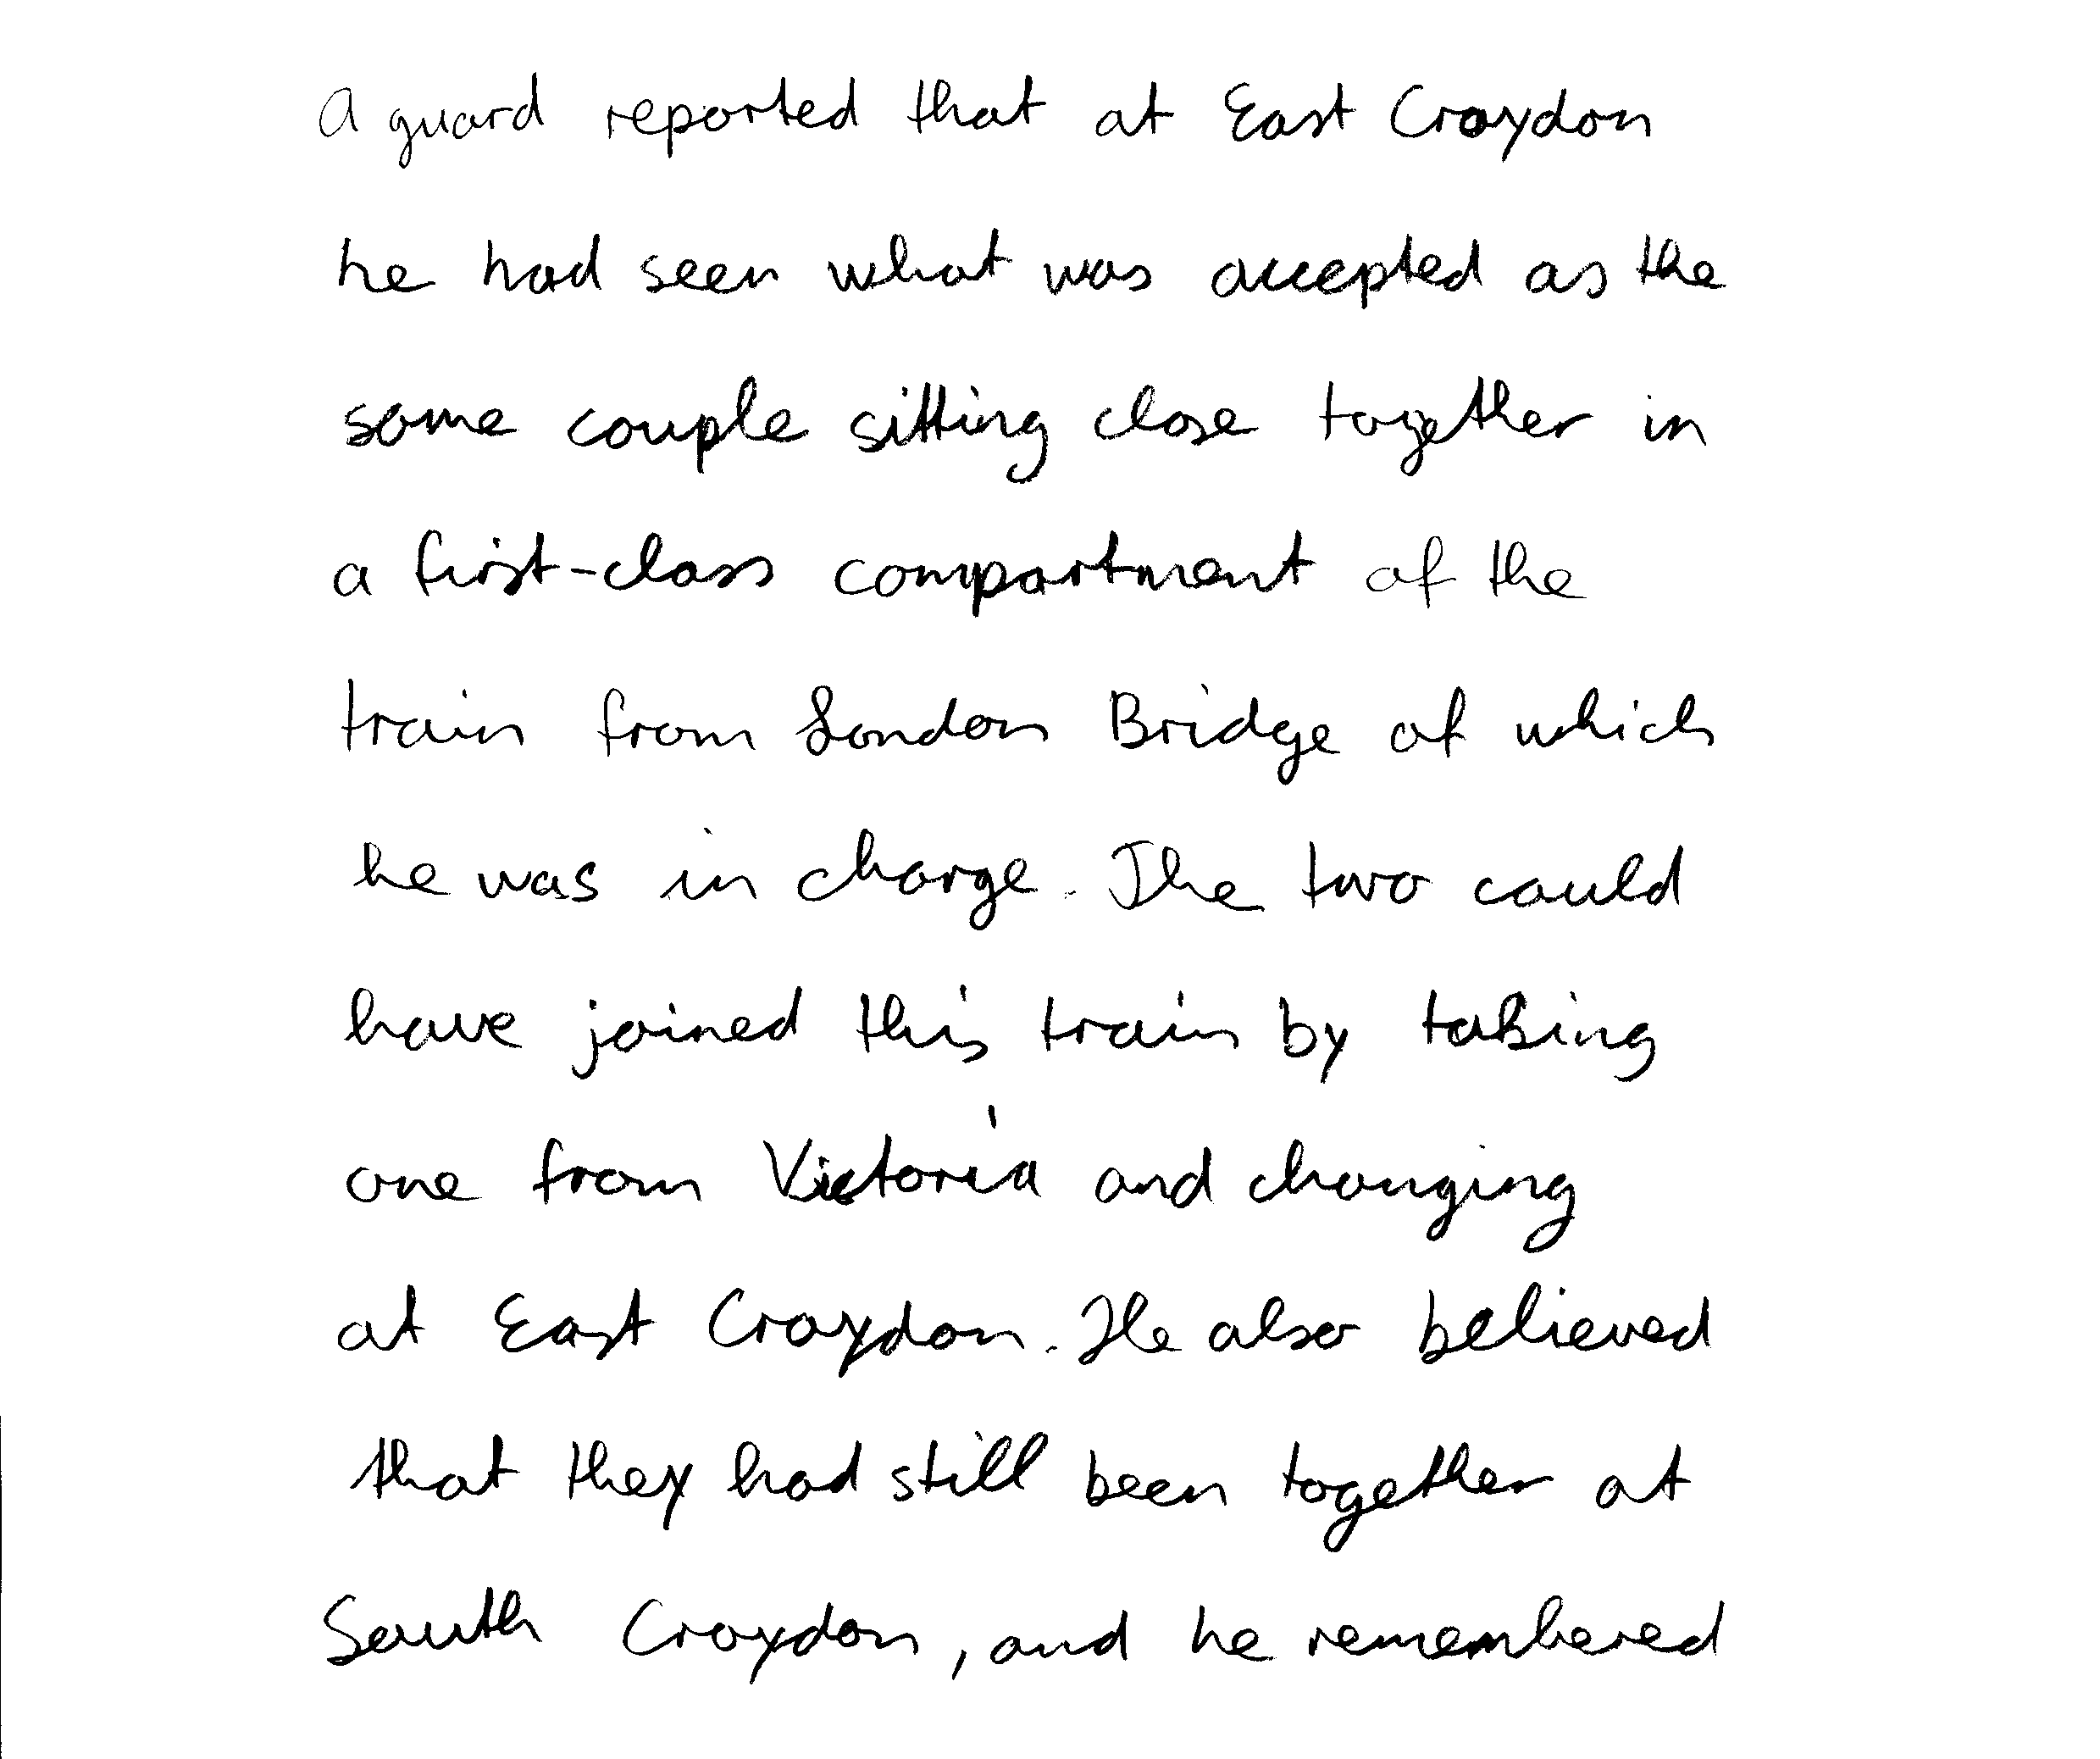 A guard reported that at East Croydon
he had seen what was accepted as the
same couple sitting close together in
a first-class compartment of the
train from London Bridge of which
he was in charge. The two could
have joined this train by taking
one from Victoria and changing
at East Croydon. He also believed
that they had still been together at
South Croydon, and he remembered